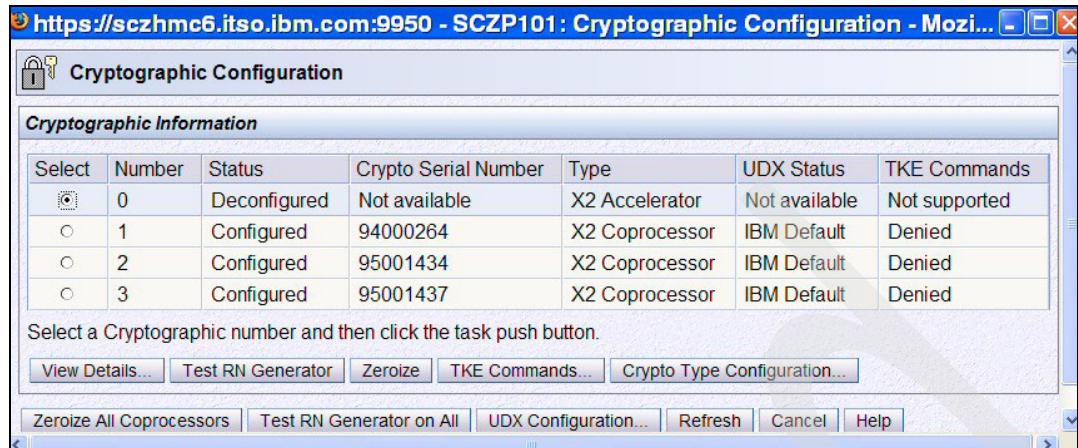 https://sczhmc6.itso.ibm.com:9950 - SCZP101: Cryptographic Configuration - Mozi...
Cryptographic Configuration
Cryptographic Information
Select Number Status Crypto Serial Number Type UDX Status TKE Commands
0 Deconfigured Not available X2 Accelerator Not available Not supported
1 Configured 94000264 X2 Coprocessor IBM Default Denied
2 Configured 95001434 X2 Coprocessor IBM Default Denied
3 Configured 95001437 X2 Coprocessor IBM Default Denied
Select a Cryptographic number and then click the task push button.
View Details... Test RN Generator Zeroize TKE Commands... Crypto Type Configuration...
Zeroize All Coprocessors Test RN Generator on All UDX Configuration... Refresh Cancel Help